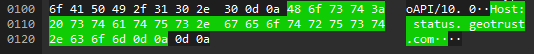 0100 6f 41 50 49 2f 31 30 2e 30 0d 0a 48 6f 73 74 3a oAPI/10. 0··Host:
0110 20 73 74 61 74 75 73 2e 67 65 6f 74 72 75 73 74 status. geotrust
0120 2e 63 6f 6d 0d 0a 0d 0a .com····